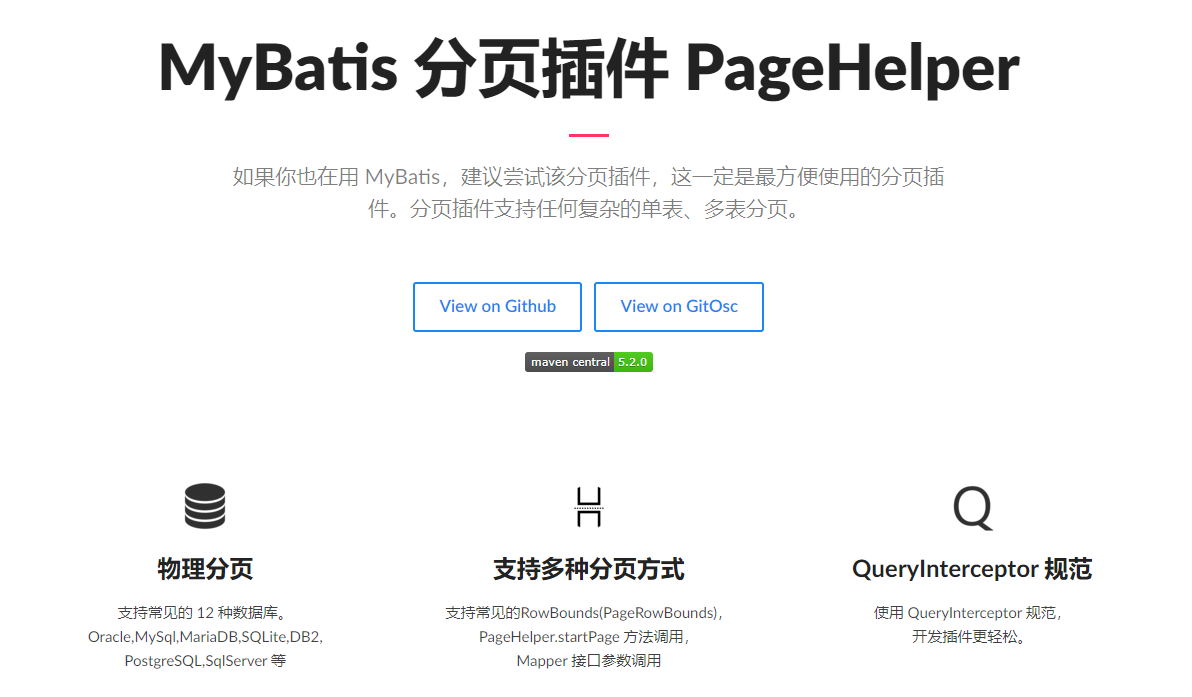 MyBatis 分页插件 PageHelper
如果你也在用 MyBatis，建议尝试该分页插件，这一定是最方便使用的分页插
件。分页插件支持任何复杂的单表、多表分页。
View on Github
View on GitOsc
maven central 5.2.0
物理分页
支持常见的 12 种数据库。
Oracle,MySql,MariaDB,SQLite,DB2,
PostgreSQL,SqlServer 等
支持多种分页方式
支持常见的RowBounds(PageRowBounds)，
PageHelper.startPage 方法调用，
Mapper 接口参数调用
QueryInterceptor 规范
使用 QueryInterceptor 规范，
开发插件更轻松。